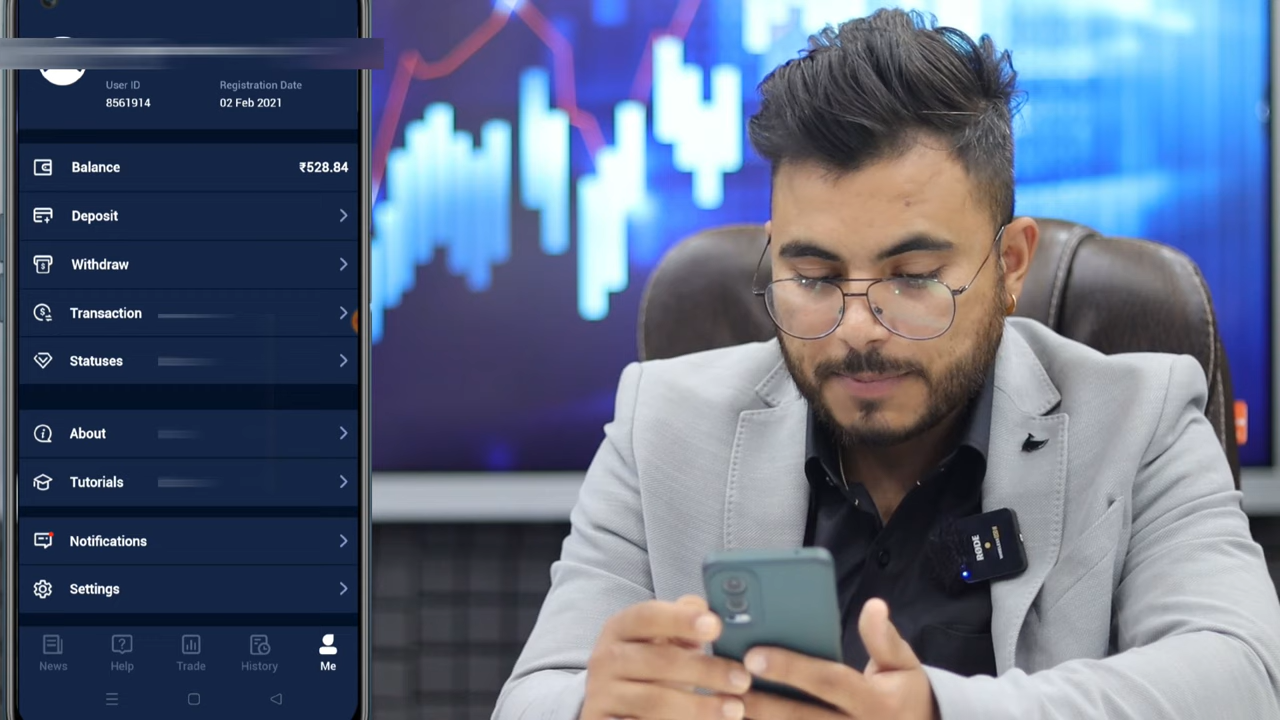 User ID Registration Date
8561914 02 Feb 2021
Balance ₹528.84
Deposit
Withdraw
Transaction
Statuses
About
Tutorials
Notifications
Settings
News Help Trade History Me
RØDE